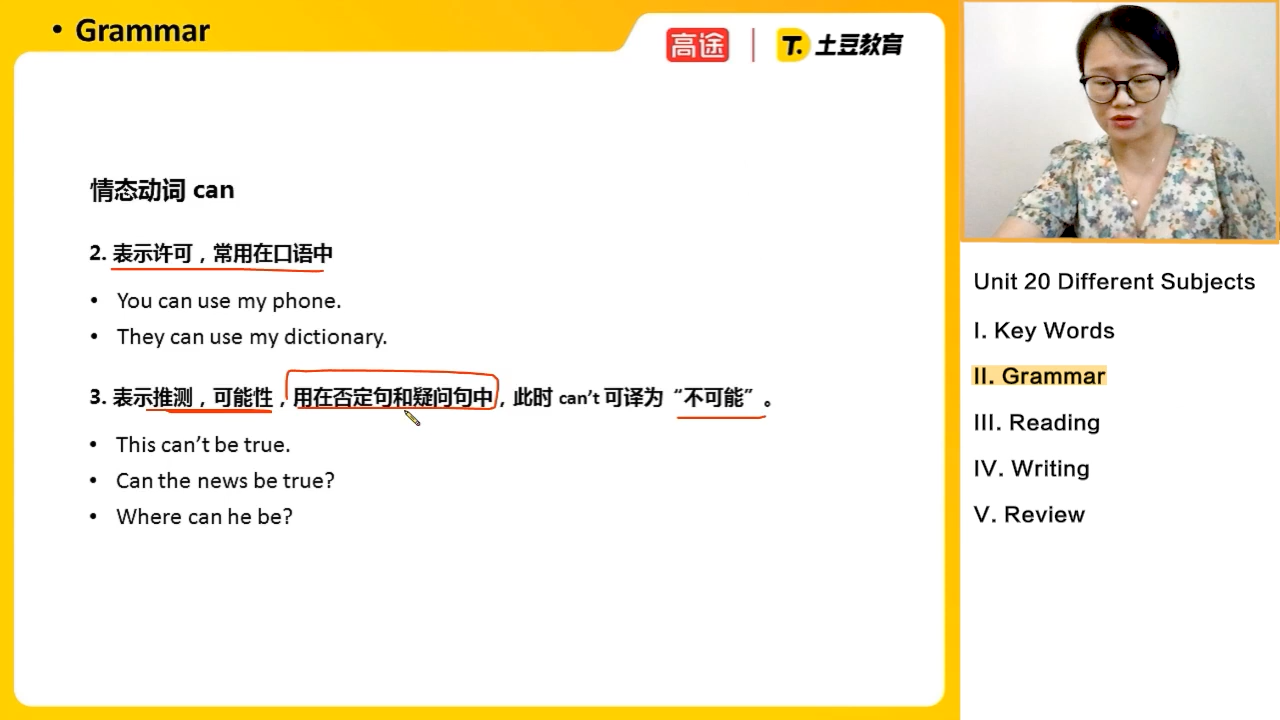 • Grammar
高途 | T. 土豆教育
情态动词 can
2. 表示许可，常用在口语中
• You can use my phone.
• They can use my dictionary.
3. 表示推测，可能性，用在否定句和疑问句中，此时 can’t 可译为“不可能”。
• This can’t be true.
• Can the news be true?
• Where can he be?
Unit 20 Different Subjects
I. Key Words
II. Grammar
III. Reading
IV. Writing
V. Review